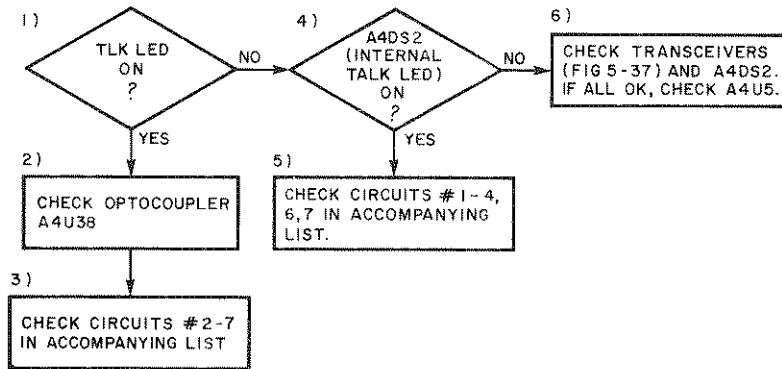 1)
TLK LED
ON
?
NO
YES
2)
CHECK OPTOCOUPLER
A4U38
3)
CHECK CIRCUITS #2-7
IN ACCOMPANYING LIST
4)
A4DS2
(INTERNAL
TALK LED)
ON
?
NO
YES
5)
CHECK CIRCUITS #1-4,
6,7 IN ACCOMPANYING
LIST.
6)
CHECK TRANSCEIVERS
(FIG 5-37) AND A4DS2.
IF ALL OK, CHECK A4U5.